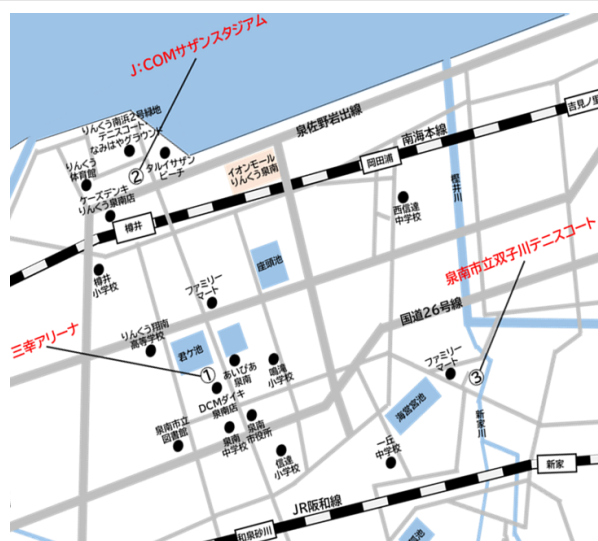 J:COMサザンスタジアム
りんくう南浜2号緑地
テニスコート
なみはやグラウンド
泉佐野岩出線
南海本線
吉見ノ里
りんくう
体育館
②
タルイサザン
ビーチ
イオンモール
りんくう泉南
岡田浦
樫井川
ケーズデンキ
りんくう泉南店
樽井
西信達
中学校
泉南市立双子川テニスコート
樽井
小学校
座頭池
ファミリー
マート
国道26号線
三幸アリーナ
りんくう翔南
高等学校
君ケ池
①
あいぴあ
泉南
鳴滝
小学校
ファミリー
マート
③
DCMダイキ
泉南店
海営宮池
新家川
泉南市立
図書館
泉南
中学校
泉南
市役所
信達
小学校
一丘
中学校
新家
JR阪和線
和泉砂川